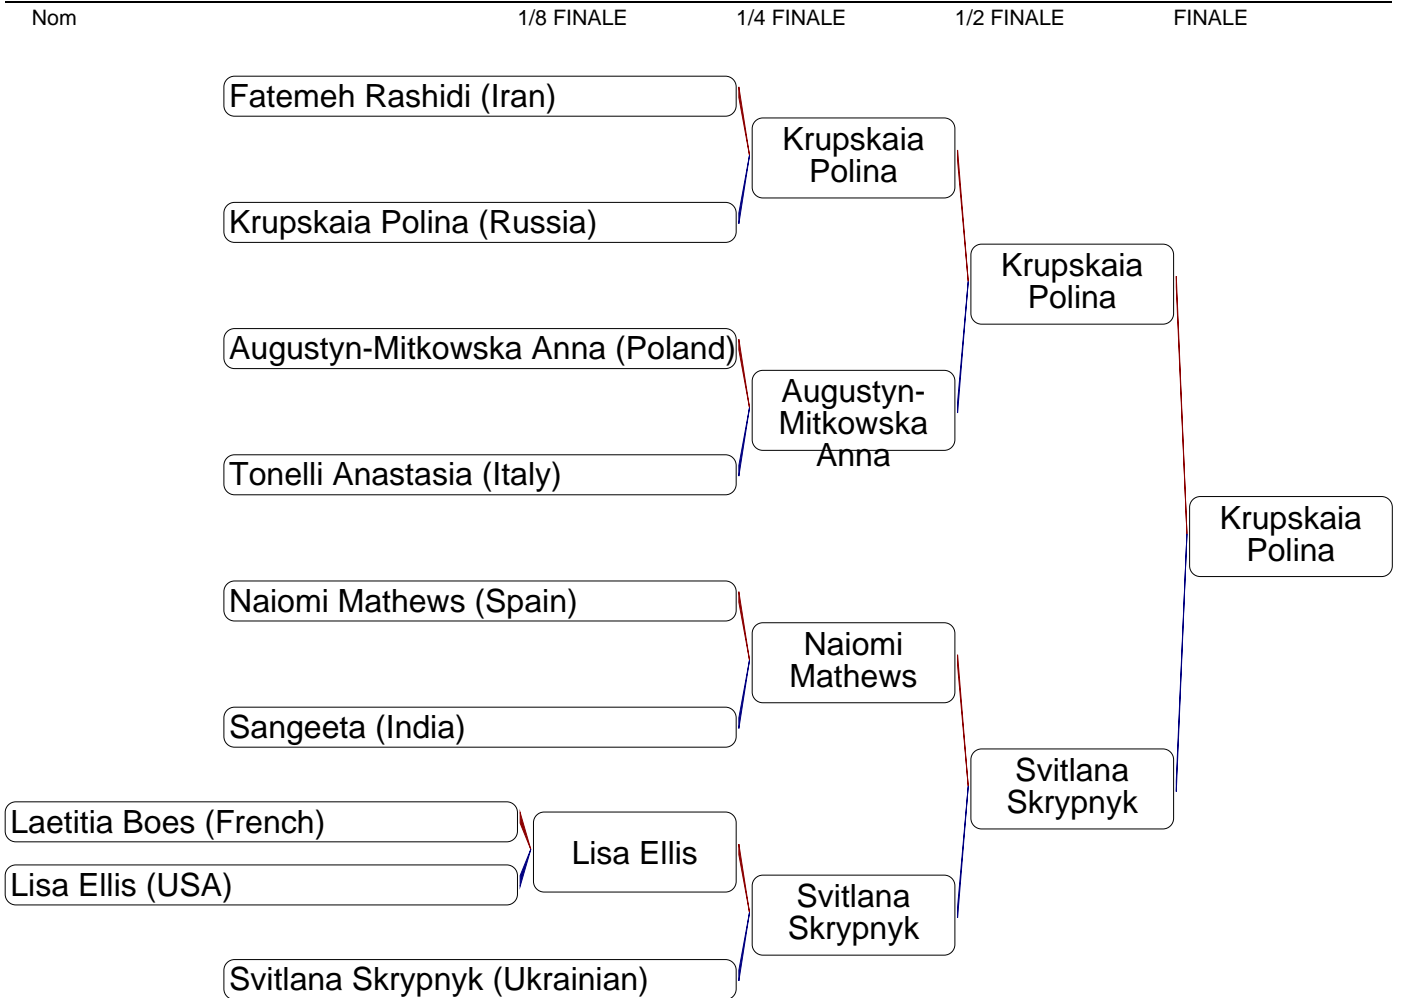 Nom 1/8 FINALE 1/4 FINALE 1/2 FINALE FINALE
Fatemeh Rashidi (Iran)
Krupskaia
Polina
Krupskaia Polina (Russia)
Krupskaia
Polina
Augustyn-Mitkowska Anna (Poland)
Augustyn-
Mitkowska
Anna
Tonelli Anastasia (Italy)
Krupskaia
Polina
Naiomi Mathews (Spain)
Naiomi
Mathews
Sangeeta (India)
Svitlana
Skrypnyk
Laetitia Boes (French)
Lisa Ellis
Lisa Ellis (USA)
Svitlana
Skrypnyk
Svitlana Skrypnyk (Ukrainian)